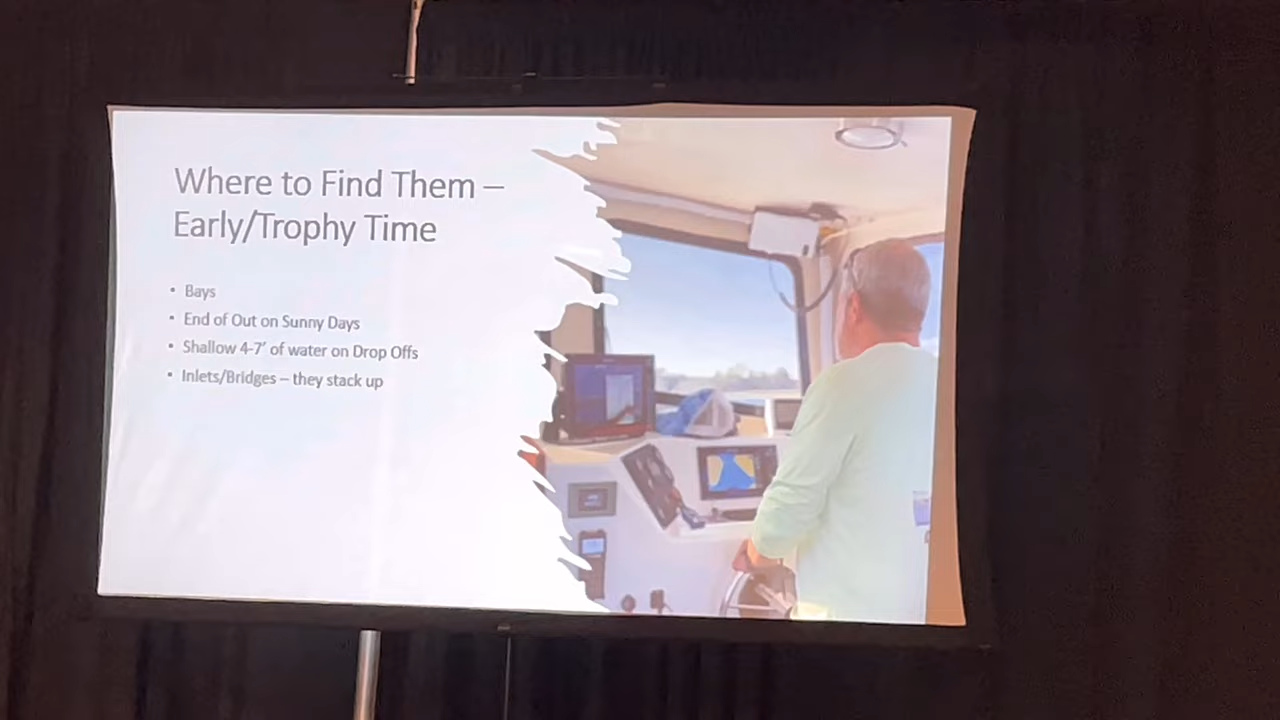 Where to Find Them –
Early/Trophy Time
• Bays
• End of Out on Sunny Days
• Shallow 4-7' of water on Drop Offs
• Inlets/Bridges – they stack up